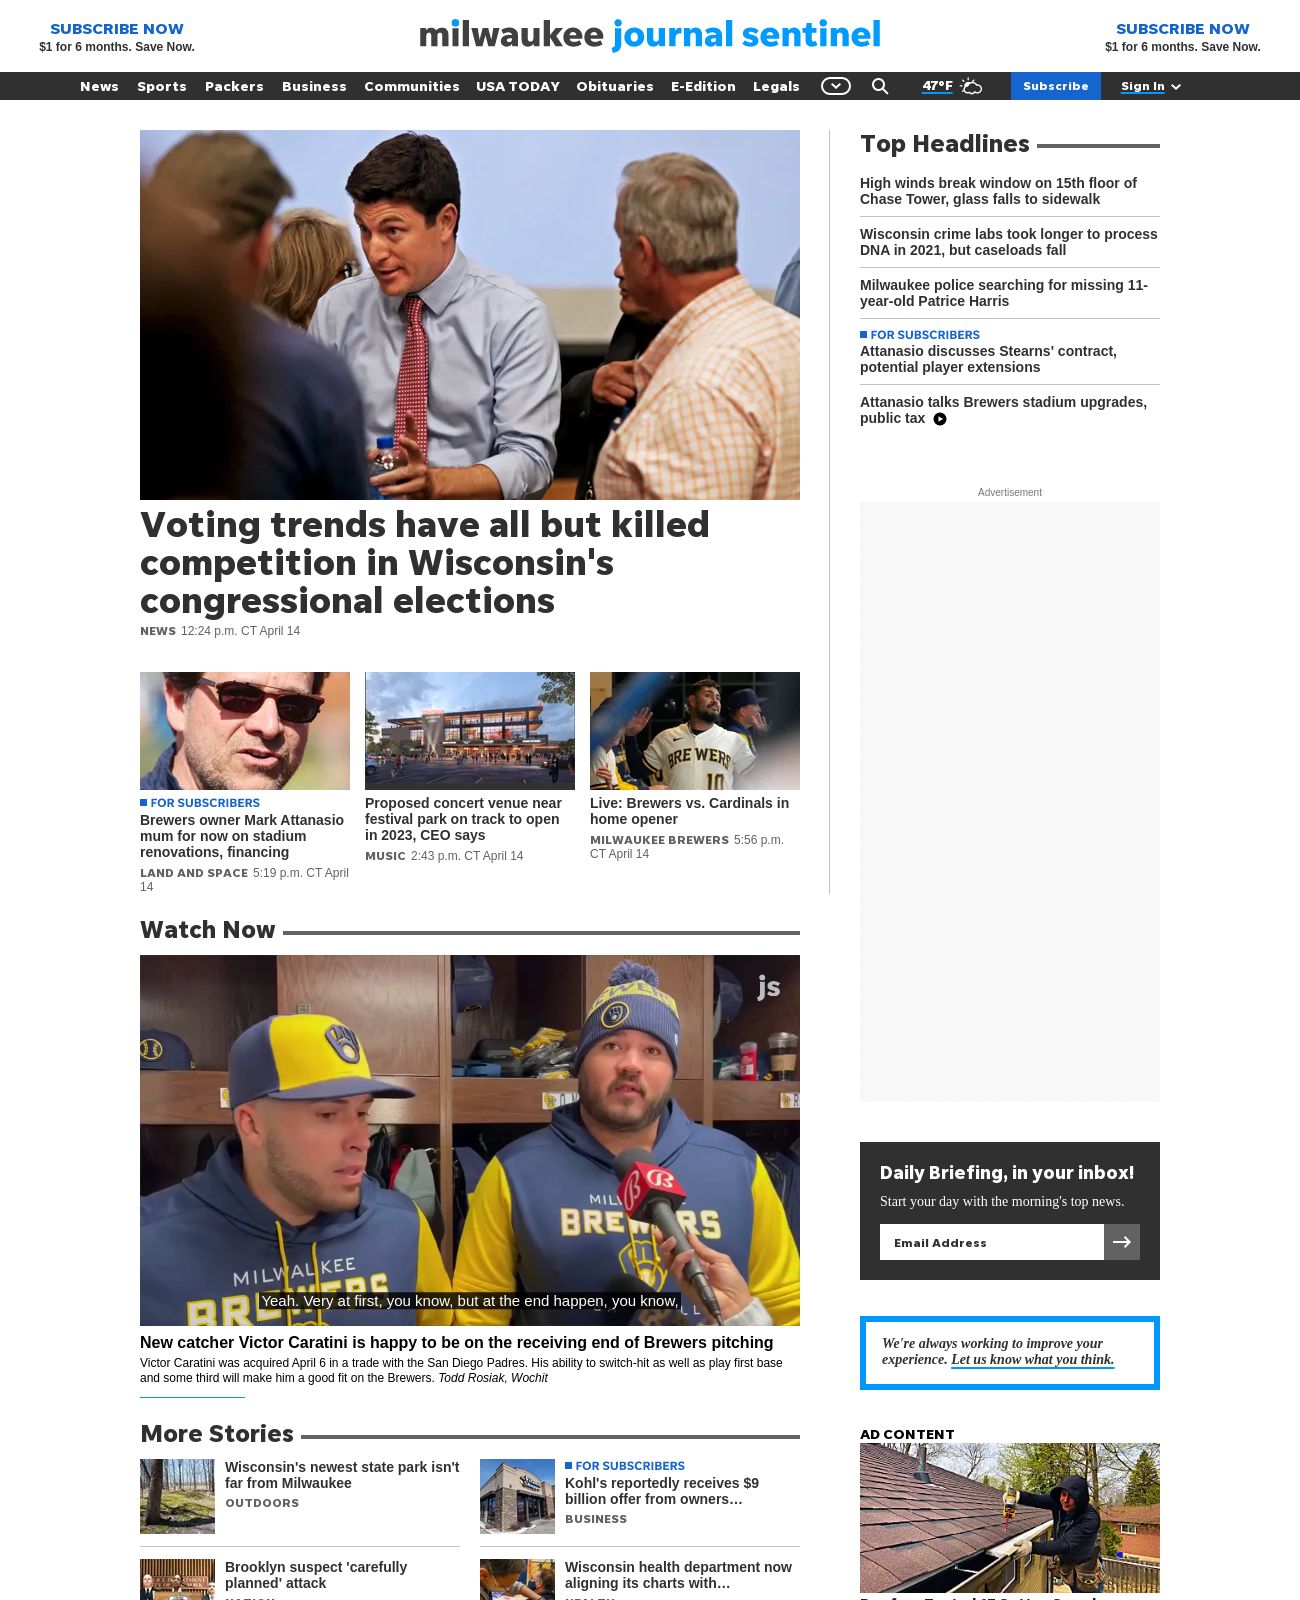 SUBSCRIBE NOW
$1 for 6 months. Save Now.
milwaukee journal sentinel
SUBSCRIBE NOW
$1 for 6 months. Save Now.
News Sports Packers Business Communities USA TODAY Obituaries E-Edition Legals 47°F Subscribe Sign In
Voting trends have all but killed
competition in Wisconsin's
congressional elections
NEWS 12:24 p.m. CT April 14
BREWERS
10
FOR SUBSCRIBERS
Brewers owner Mark Attanasio
mum for now on stadium
renovations, financing
LAND AND SPACE 5:19 p.m. CT April
14
Proposed concert venue near
festival park on track to open
in 2023, CEO says
MUSIC 2:43 p.m. CT April 14
Live: Brewers vs. Cardinals in
home opener
MILWAUKEE BREWERS 5:56 p.m.
CT April 14
Top Headlines
High winds break window on 15th floor of
Chase Tower, glass falls to sidewalk
Wisconsin crime labs took longer to process
DNA in 2021, but caseloads fall
Milwaukee police searching for missing 11-
year-old Patrice Harris
FOR SUBSCRIBERS
Attanasio discusses Stearns' contract,
potential player extensions
Attanasio talks Brewers stadium upgrades,
public tax
Advertisement
Watch Now
js
MILWAUKEE
BREWERS
BREWERS
Yeah. Very at first, you know, but at the end happen, you know,
New catcher Victor Caratini is happy to be on the receiving end of Brewers pitching
Victor Caratini was acquired April 6 in a trade with the San Diego Padres. His ability to switch-hit as well as play first base
and some third will make him a good fit on the Brewers. Todd Rosiak, Wochit
Daily Briefing, in your inbox!
Start your day with the morning's top news.
Email Address
We're always working to improve your
experience. Let us know what you think.
More Stories
Wisconsin's newest state park isn't
far from Milwaukee
OUTDOORS
FOR SUBSCRIBERS
Kohl's reportedly receives $9
billion offer from owners…
BUSINESS
Brooklyn suspect 'carefully
planned' attack
Wisconsin health department now
aligning its charts with…
AD CONTENT